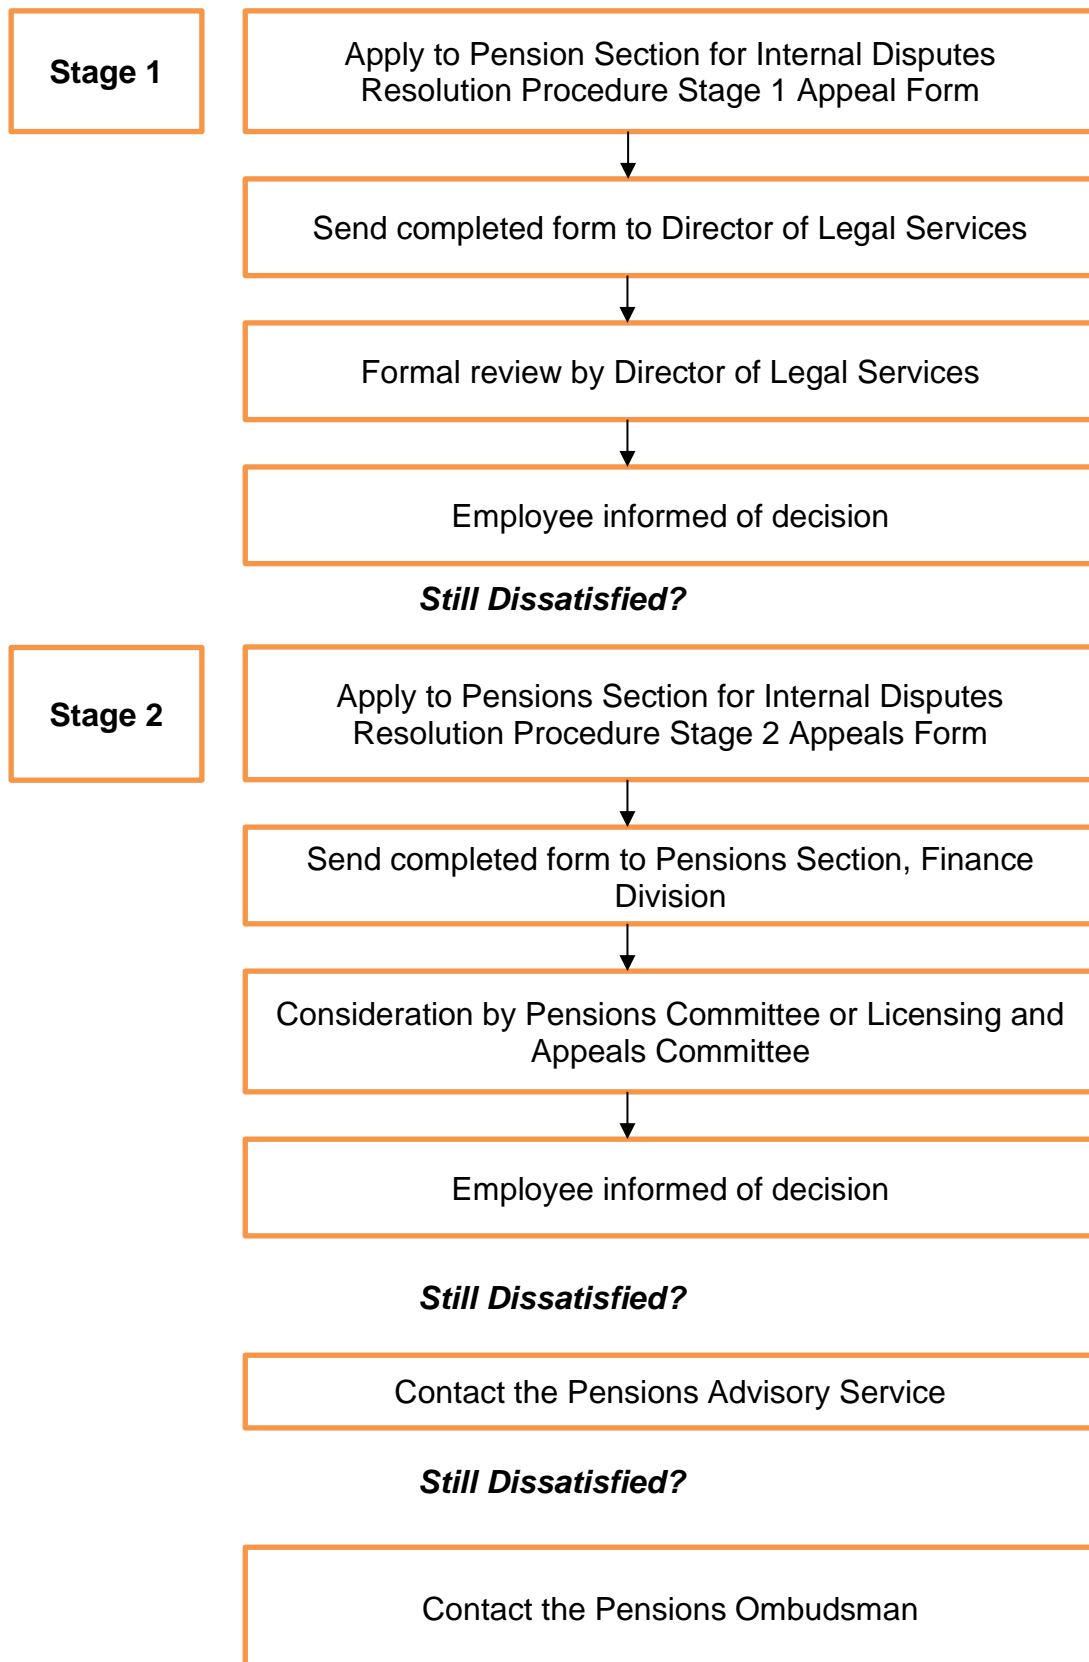 Stage 1
Apply to Pension Section for Internal Disputes
Resolution Procedure Stage 1 Appeal Form
Send completed form to Director of Legal Services
Formal review by Director of Legal Services
Employee informed of decision
Still Dissatisfied?
Stage 2
Apply to Pensions Section for Internal Disputes
Resolution Procedure Stage 2 Appeals Form
Send completed form to Pensions Section, Finance
Division
Consideration by Pensions Committee or Licensing and
Appeals Committee
Employee informed of decision
Still Dissatisfied?
Contact the Pensions Advisory Service
Still Dissatisfied?
Contact the Pensions Ombudsman